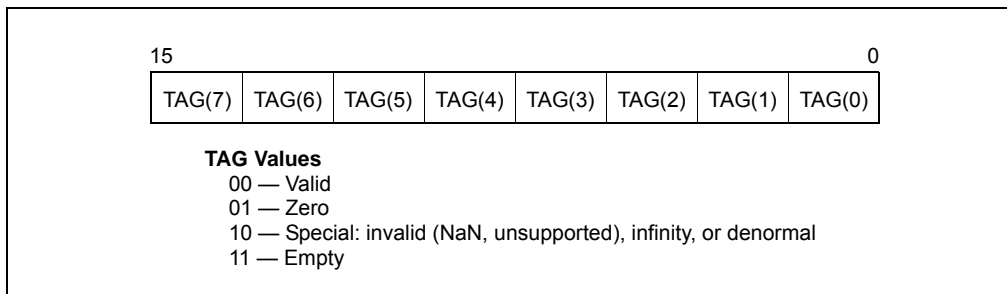 15 0
TAG(7) TAG(6) TAG(5) TAG(4) TAG(3) TAG(2) TAG(1) TAG(0)
TAG Values
00 — Valid
01 — Zero
10 — Special: invalid (NaN, unsupported), infinity, or denormal
11 — Empty